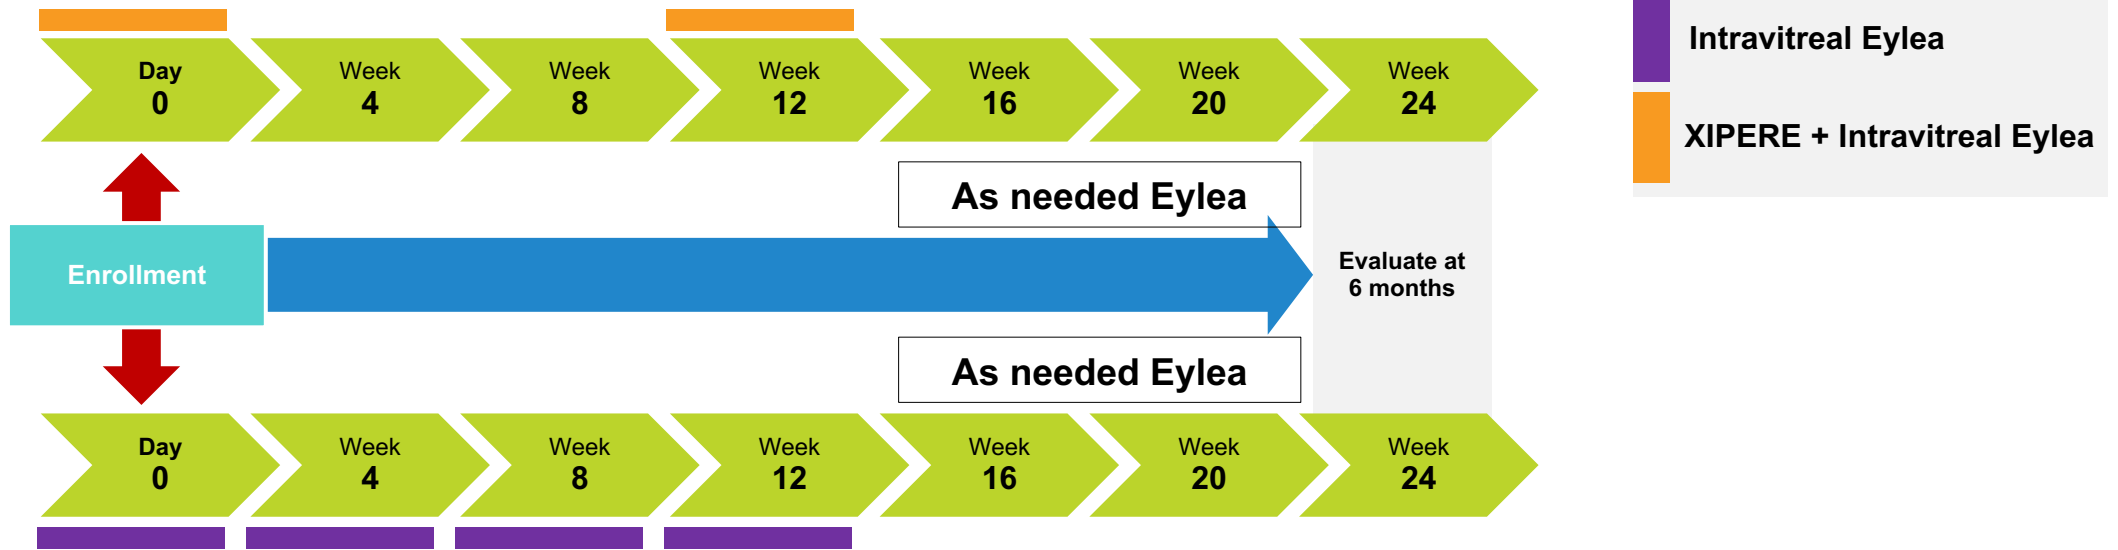 Day
0
Week
4
Week
8
Week
12
Week
16
Week
20
Week
24
Intravitreal Eylea
XIPERE + Intravitreal Eylea
As needed Eylea
Enrollment
Evaluate at
6 months
As needed Eylea
Day
0
Week
4
Week
8
Week
12
Week
16
Week
20
Week
24